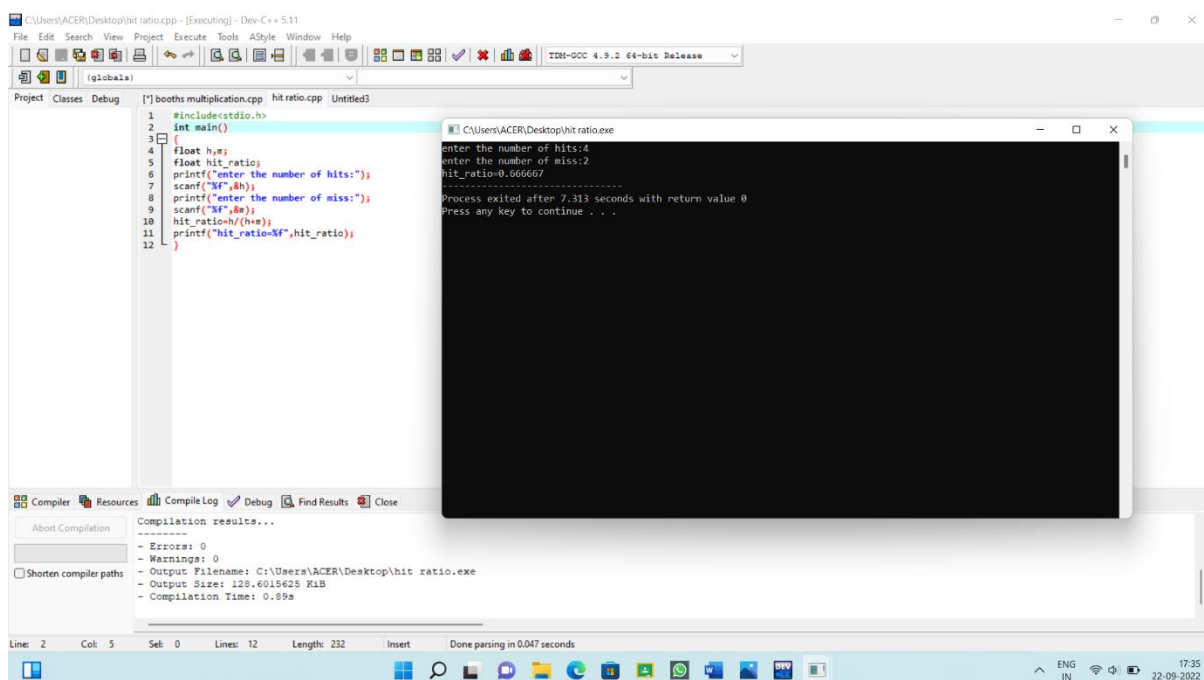 C:\Users\ACER\Desktop\hit ratio.cpp - [Executing] - Dev-C++ 5.11
File Edit Search View Project Execute Tools AStyle Window Help
TDM-GCC 4.9.2 64-bit Release
(globals)
Project Classes Debug
[*] booths multiplication.cpp hit ratio.cpp Untitled3
1 #include<stdio.h>
2 int main()
3 {
4 float h,m;
5 float hit_ratio;
6 printf("enter the number of hits:");
7 scanf("%f",&h);
8 printf("enter the number of miss:");
9 scanf("%f",&m);
10 hit_ratio=h/(h+m);
11 printf("hit_ratio=%f",hit_ratio);
12 }
C:\Users\ACER\Desktop\hit ratio.exe
enter the number of hits:4
enter the number of miss:2
hit_ratio=0.666667
--------------------------------
Process exited after 7.313 seconds with return value 0
Press any key to continue . . .
Compiler Resources Compile Log Debug Find Results Close
Abort Compilation
Shorten compiler paths
Compilation results...
--------
- Errors: 0
- Warnings: 0
- Output Filename: C:\Users\ACER\Desktop\hit ratio.exe
- Output Size: 128.6015625 KiB
- Compilation Time: 0.89s
Line: 2 Col: 5 Sel: 0 Lines: 12 Length: 232 Insert Done parsing in 0.047 seconds
ENG
IN
17:35
22-09-2022